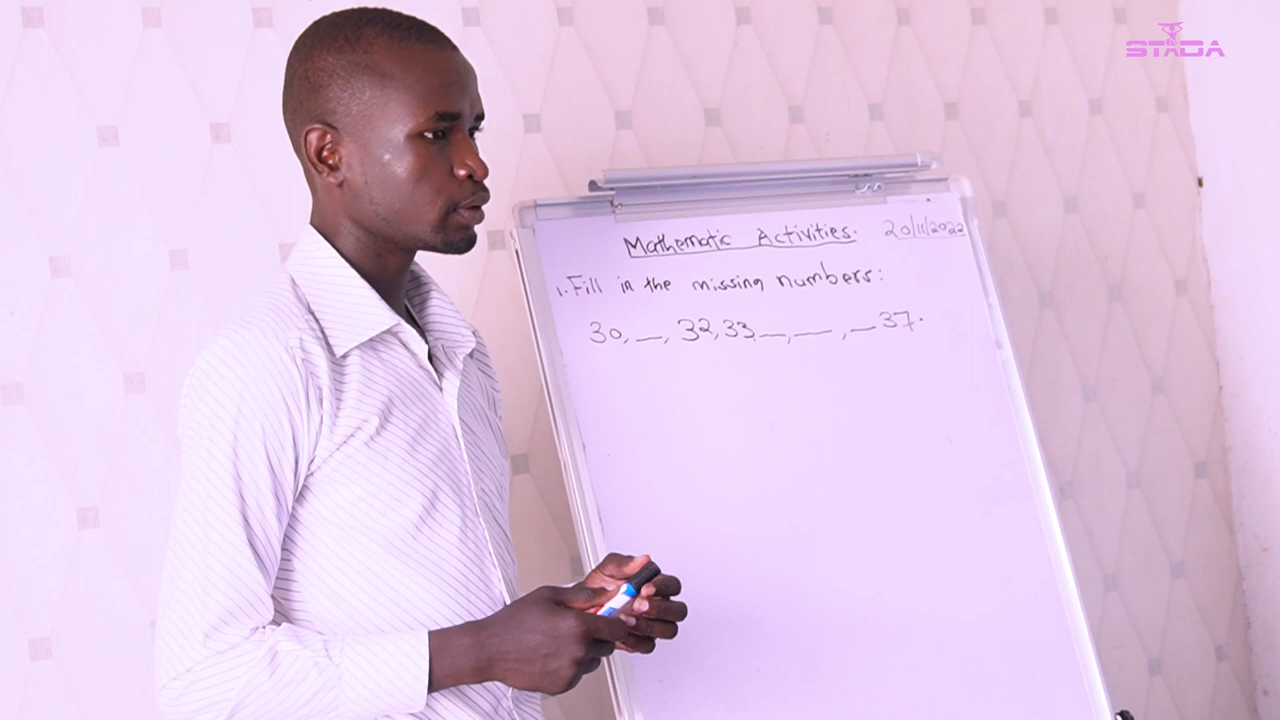 STADA
Mathematic Activities. 20/11/2022
1. Fill in the missing numbers:
30, __, 32, 33 __, __, __ 37.